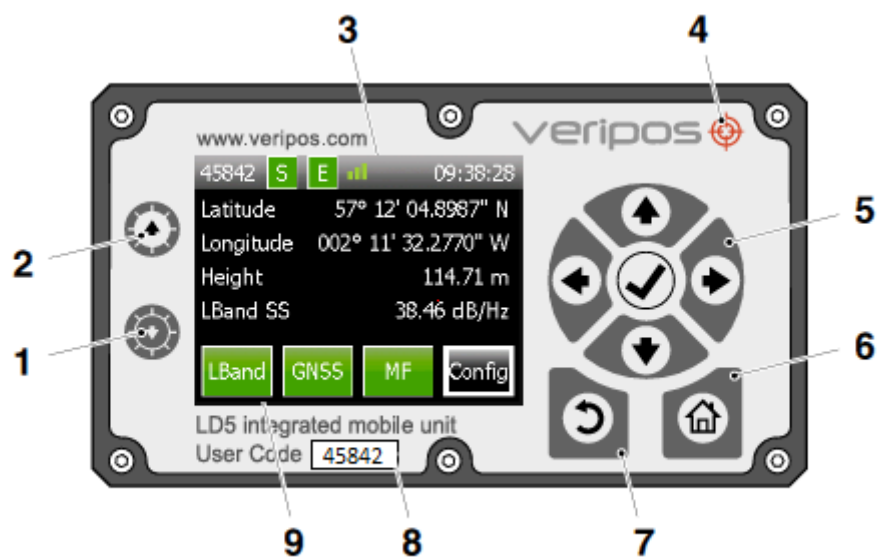 3
4
www.veripos.com
veripos
45842 S E 09:38:28
Latitude 57° 12' 04.8987" N
Longitude 002° 11' 32.2770" W
Height 114.71 m
LBand SS 38.46 dB/Hz
LBand GNSS MF Config
LD5 integrated mobile unit
User Code 45842
2
1
5
6
9
8
7